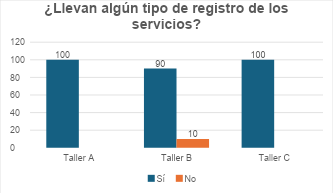 ¿Llevan algún tipo de registro de los
servicios?
120
100
80
60
40
20
0
100
90
10
100
Taller A
Taller B
Taller C
Sí
No